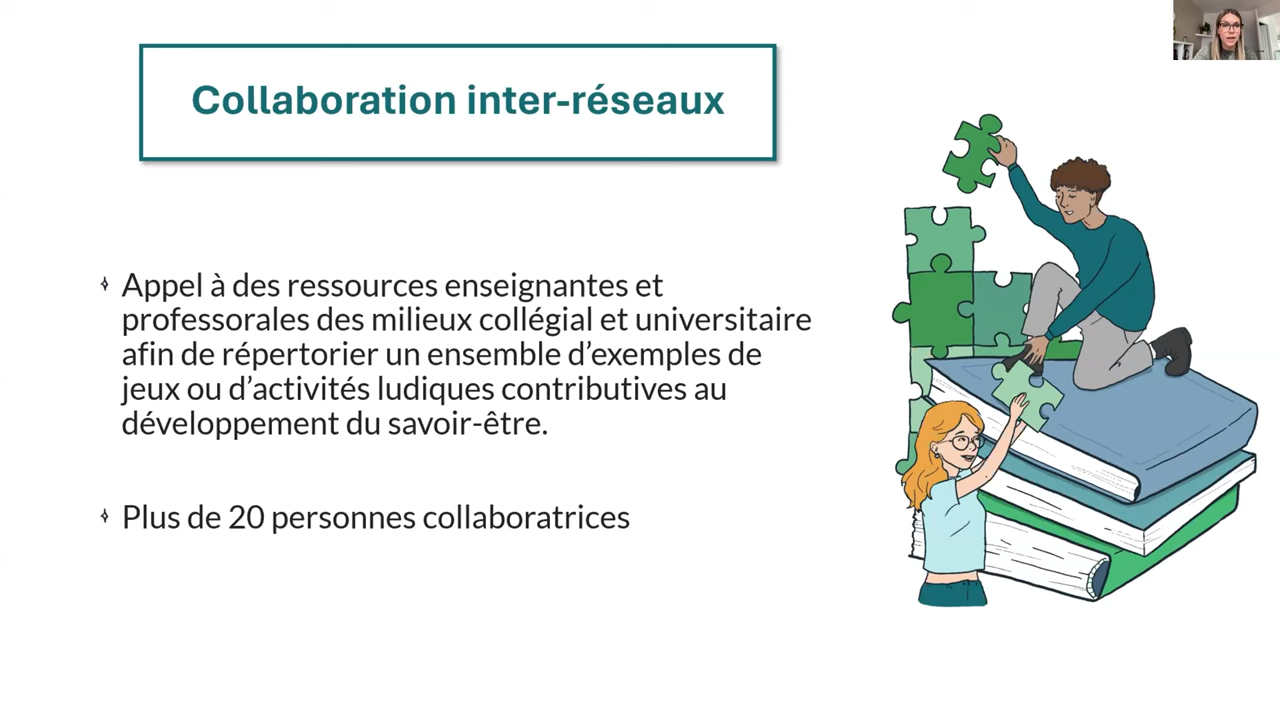 Collaboration inter-réseaux
Appel à des ressources enseignantes et
professorales des milieux collégial et universitaire
afin de répertorier un ensemble d’exemples de
jeux ou d’activités ludiques contributives au
développement du savoir-être.
Plus de 20 personnes collaboratrices